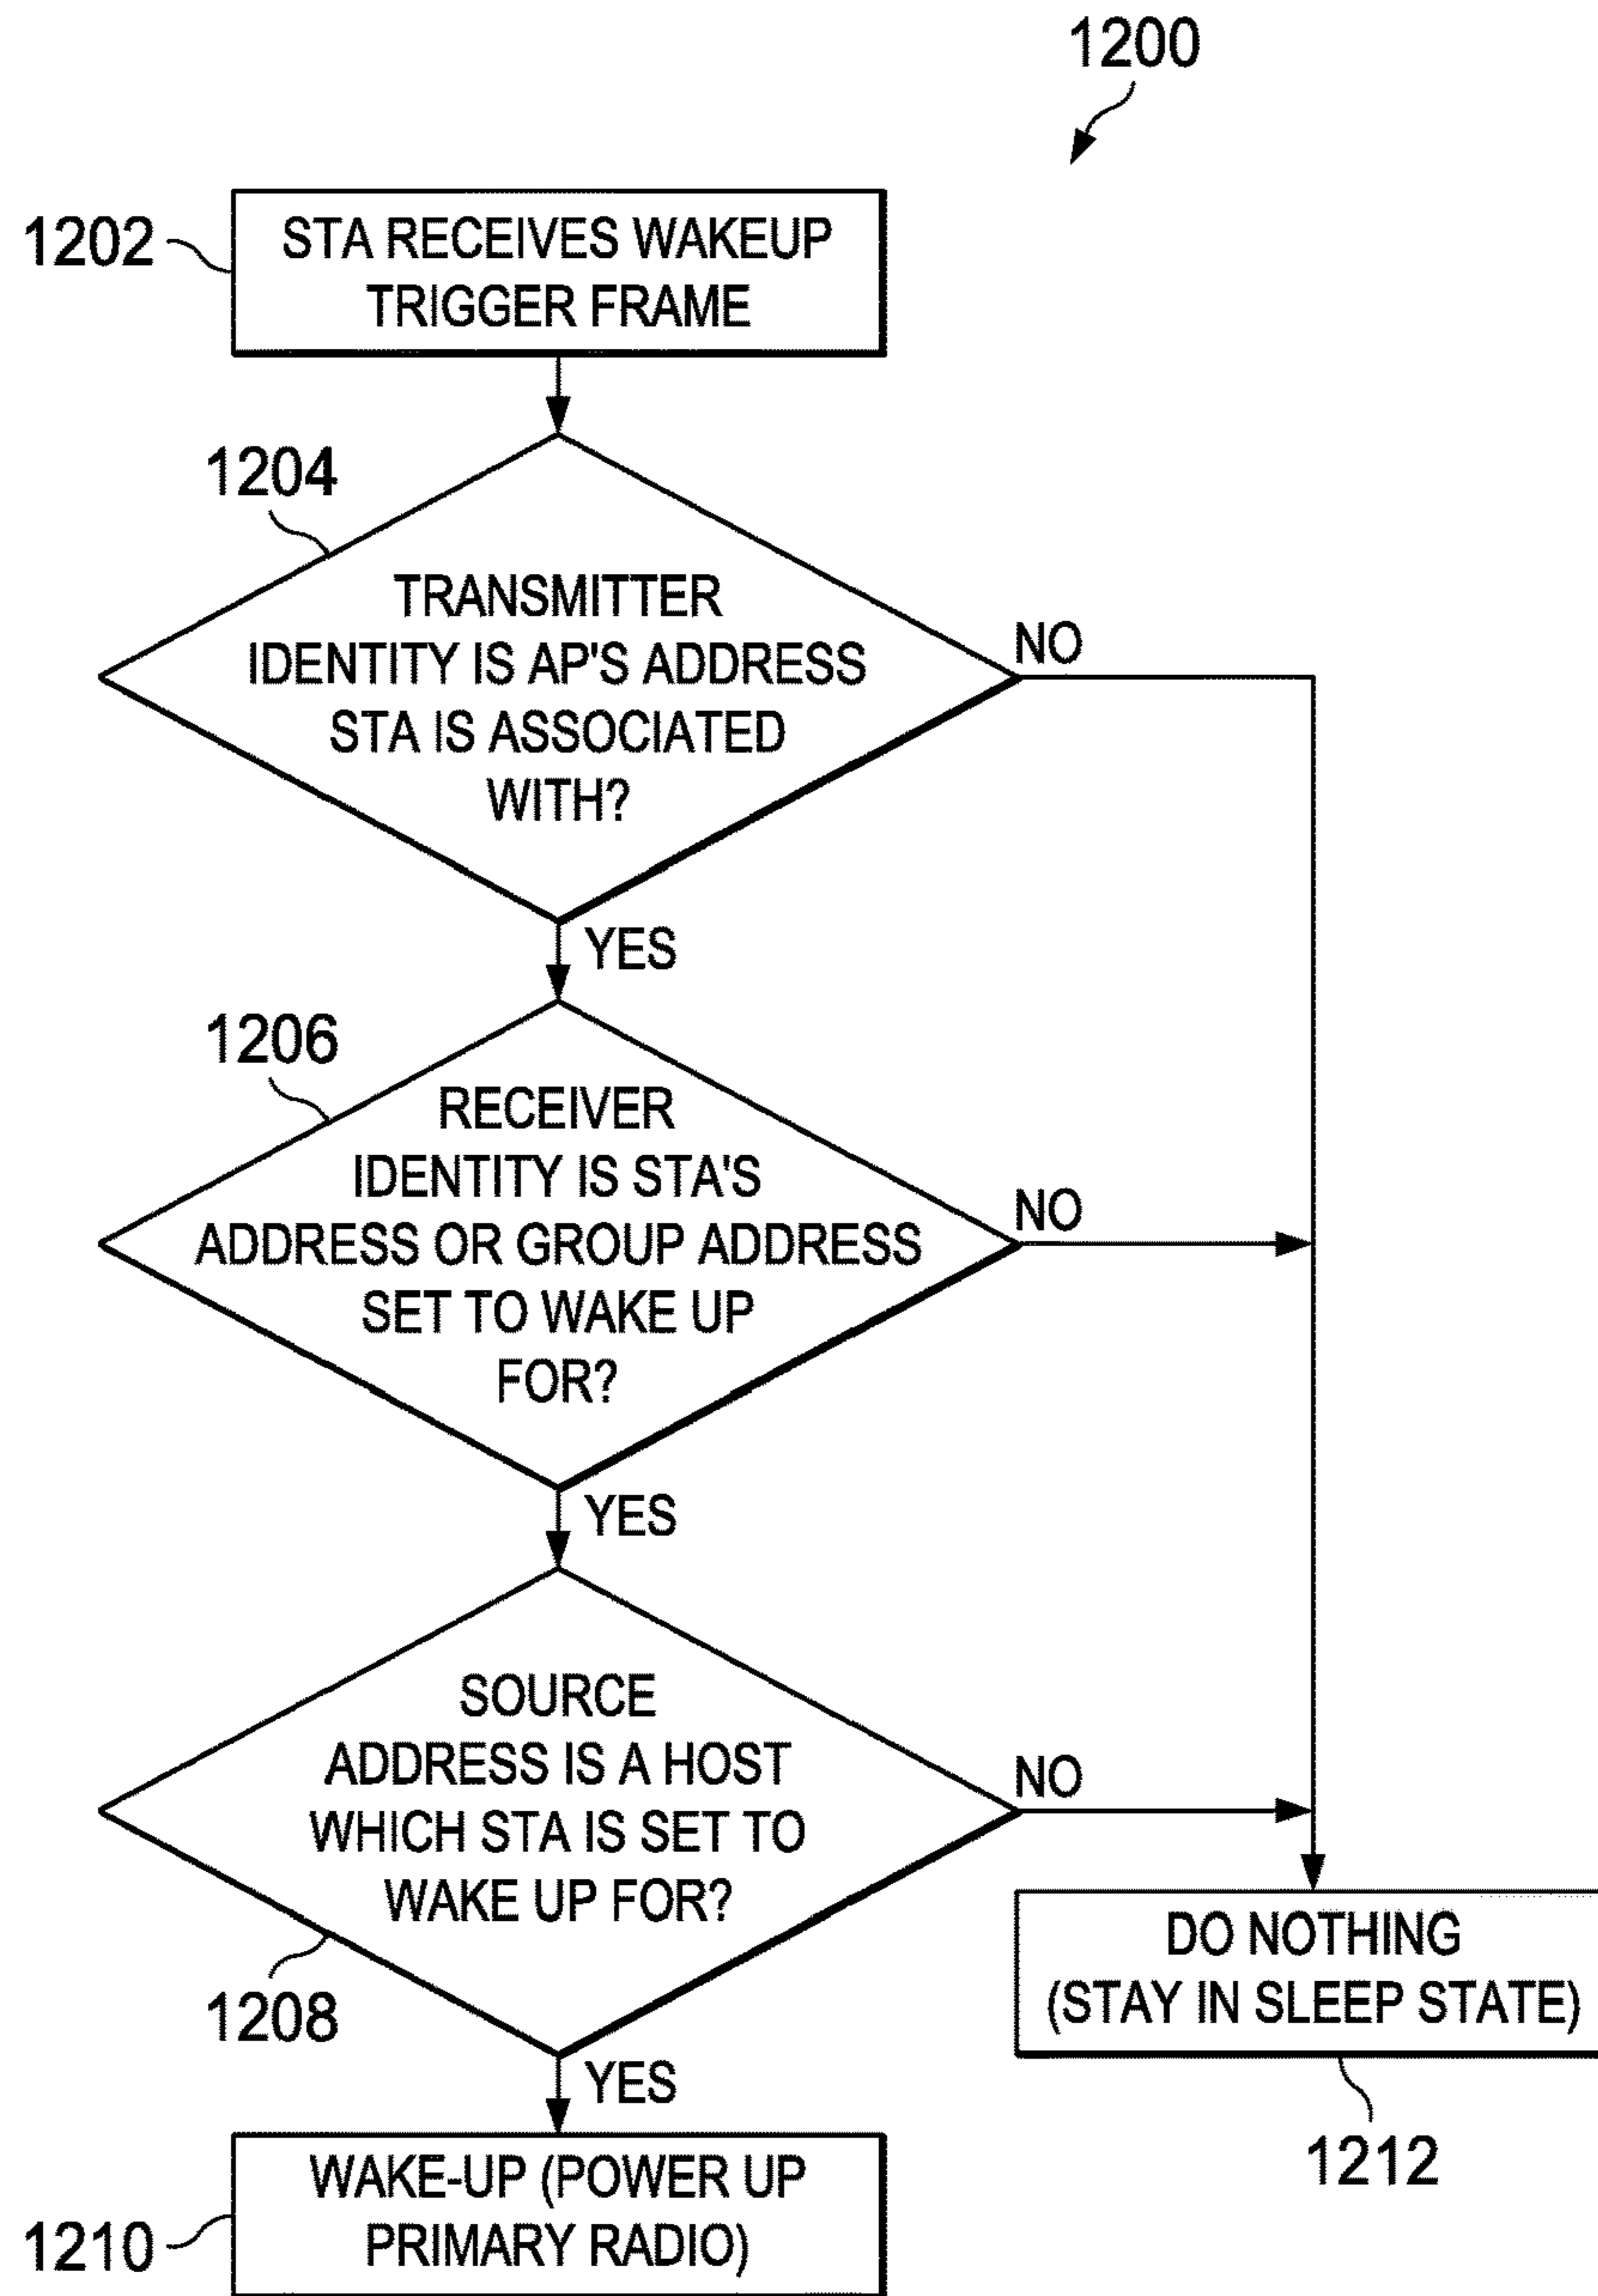 1200
1202
STA RECEIVES WAKEUP
TRIGGER FRAME
1204
TRANSMITTER
IDENTITY IS AP'S ADDRESS
STA IS ASSOCIATED
WITH?
NO
YES
1206
RECEIVER
IDENTITY IS STA'S
ADDRESS OR GROUP ADDRESS
SET TO WAKE UP
FOR?
NO
YES
SOURCE
ADDRESS IS A HOST
WHICH STA IS SET TO
WAKE UP FOR?
NO
1208
YES
DO NOTHING
(STAY IN SLEEP STATE)
1212
WAKE-UP (POWER UP
PRIMARY RADIO)
1210